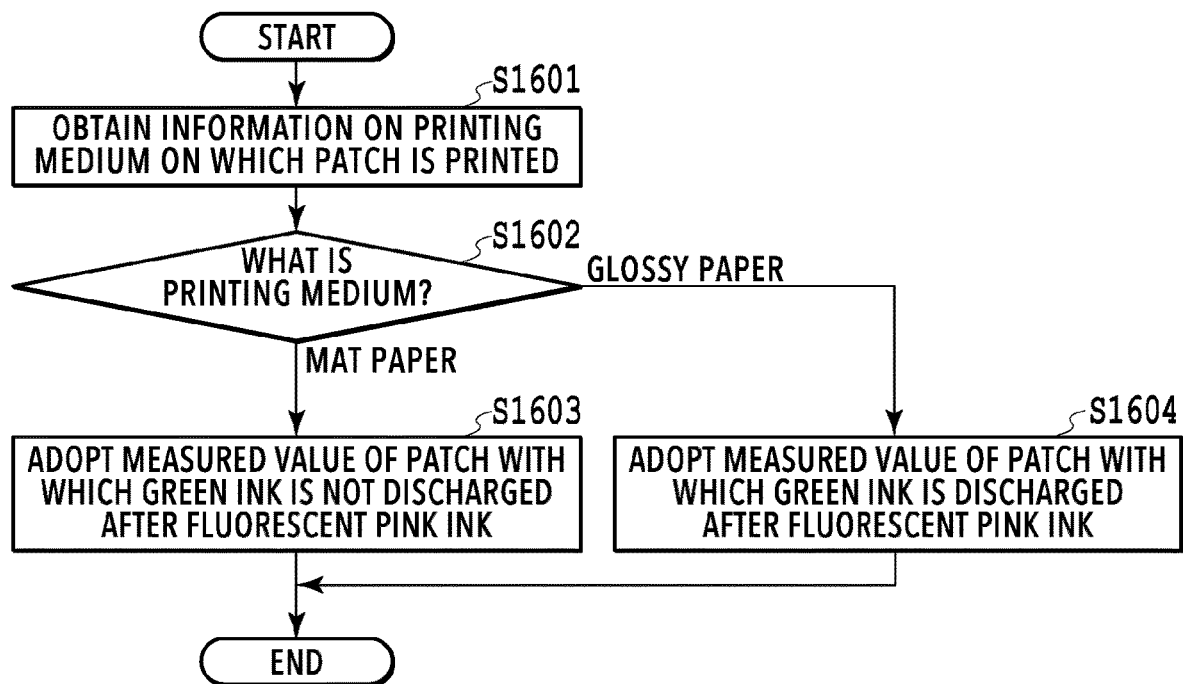 START
S1601
OBTAIN INFORMATION ON PRINTING
MEDIUM ON WHICH PATCH IS PRINTED
S1602
WHAT IS
PRINTING MEDIUM?
GLOSSY PAPER
MAT PAPER
S1603
ADOPT MEASURED VALUE OF PATCH WITH
WHICH GREEN INK IS NOT DISCHARGED
AFTER FLUORESCENT PINK INK
S1604
ADOPT MEASURED VALUE OF PATCH WITH
WHICH GREEN INK IS DISCHARGED
AFTER FLUORESCENT PINK INK
END